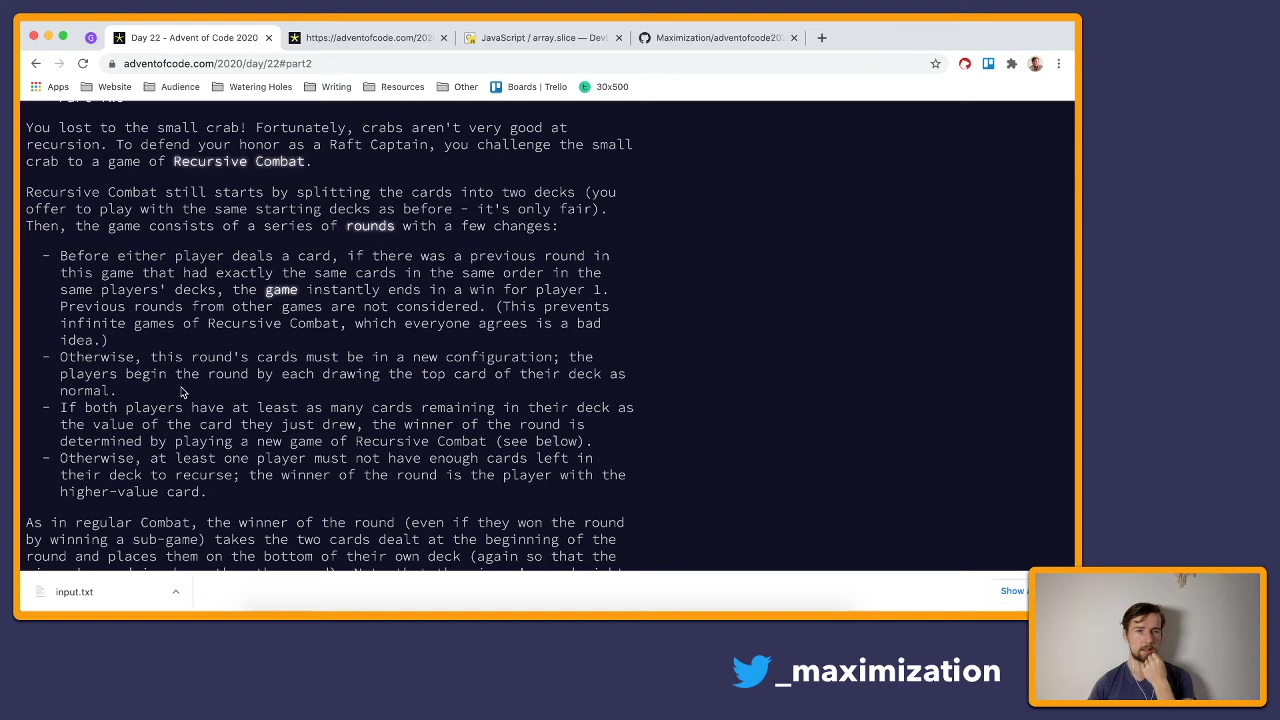 Day 22 - Advent of Code 2020
https://adventofcode.com/202
JavaScript / array.slice — DevD
Maximization/adventofcode202
adventofcode.com/2020/day/22#part2
Apps Website Audience Watering Holes Writing Resources Other Boards | Trello 30x500
You lost to the small crab! Fortunately, crabs aren't very good at
recursion. To defend your honor as a Raft Captain, you challenge the small
crab to a game of Recursive Combat.
Recursive Combat still starts by splitting the cards into two decks (you
offer to play with the same starting decks as before - it's only fair).
Then, the game consists of a series of rounds with a few changes:
- Before either player deals a card, if there was a previous round in
this game that had exactly the same cards in the same order in the
same players' decks, the game instantly ends in a win for player 1.
Previous rounds from other games are not considered. (This prevents
infinite games of Recursive Combat, which everyone agrees is a bad
idea.)
- Otherwise, this round's cards must be in a new configuration; the
players begin the round by each drawing the top card of their deck as
normal.
- If both players have at least as many cards remaining in their deck as
the value of the card they just drew, the winner of the round is
determined by playing a new game of Recursive Combat (see below).
- Otherwise, at least one player must not have enough cards left in
their deck to recurse; the winner of the round is the player with the
higher-value card.
As in regular Combat, the winner of the round (even if they won the round
by winning a sub-game) takes the two cards dealt at the beginning of the
round and places them on the bottom of their own deck (again so that the
input.txt
Show
_maximization